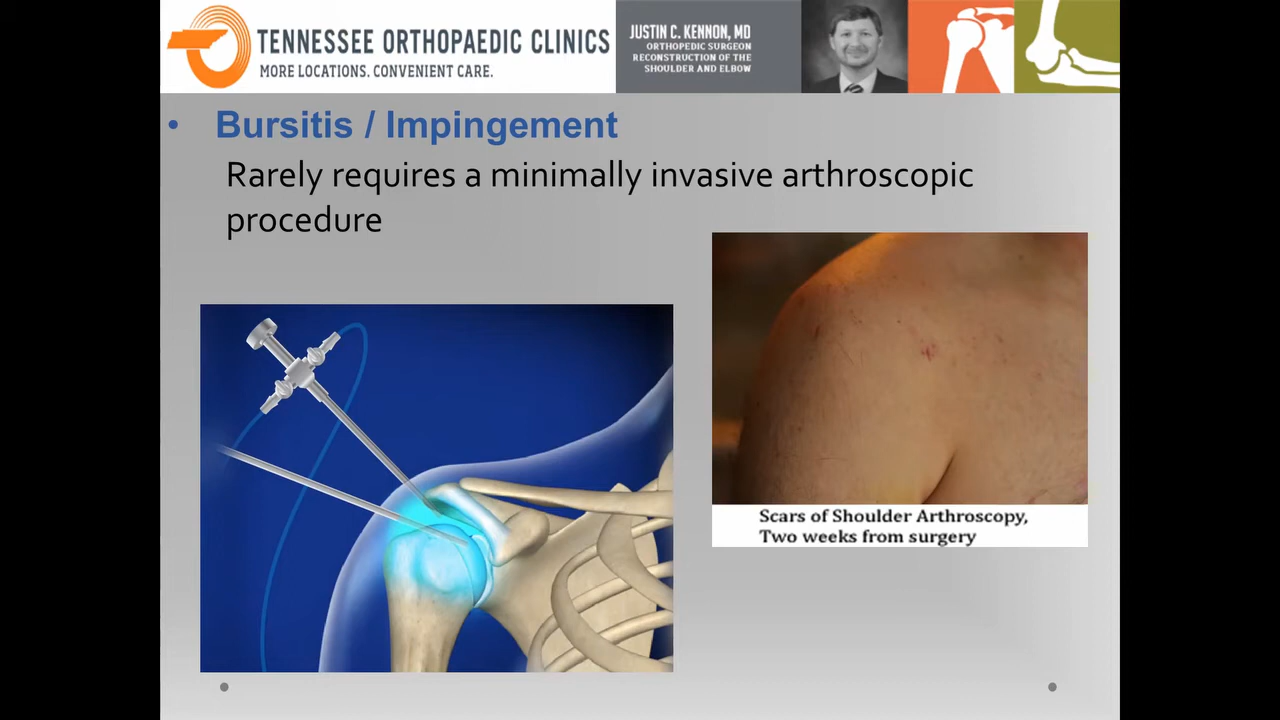 TENNESSEE ORTHOPAEDIC CLINICS
MORE LOCATIONS. CONVENIENT CARE.
JUSTIN C. KENNON, MD
ORTHOPEDIC SURGEON
RECONSTRUCTION OF THE
SHOULDER AND ELBOW
• Bursitis / Impingement
Rarely requires a minimally invasive arthroscopic
procedure
Scars of Shoulder Arthroscopy,
Two weeks from surgery